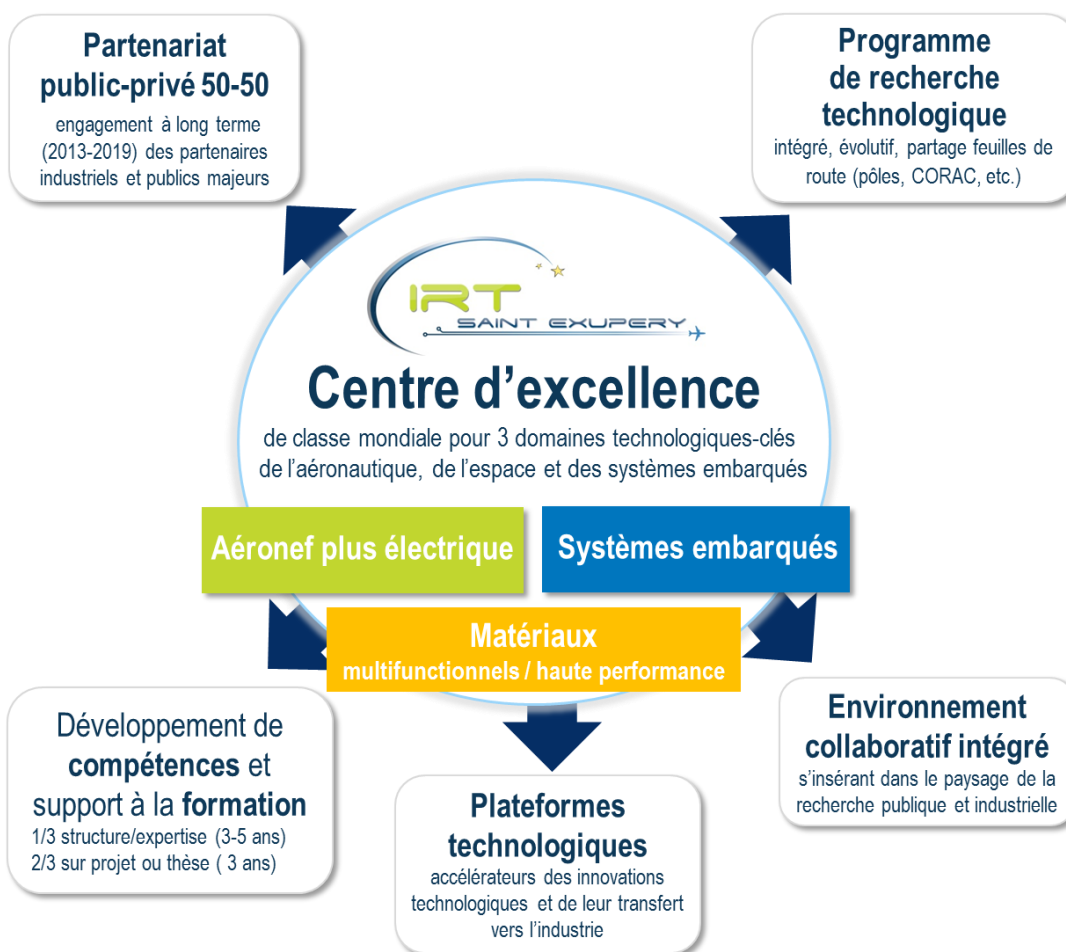 Partenariat
public-privé 50-50
engagement à long terme
(2013-2019) des partenaires
industriels et publics majeurs
Programme
de recherche
technologique
intégré, évolutif, partage feuilles de
route (pôles, CORAC, etc.)
IRT
SAINT EXUPERY
Centre d’excellence
de classe mondiale pour 3 domaines technologiques-clés
de l’aéronautique, de l’espace et des systèmes embarqués
Aéronef plus électrique
Systèmes embarqués
Matériaux
multifunctionnels / haute performance
Développement de
compétences et
support à la formation
1/3 structure/expertise (3-5 ans)
2/3 sur projet ou thèse ( 3 ans)
Plateformes
technologiques
accélérateurs des innovations
technologiques et de leur transfert
vers l’industrie
Environnement
collaboratif intégré
s’insérant dans le paysage de la
recherche publique et industrielle